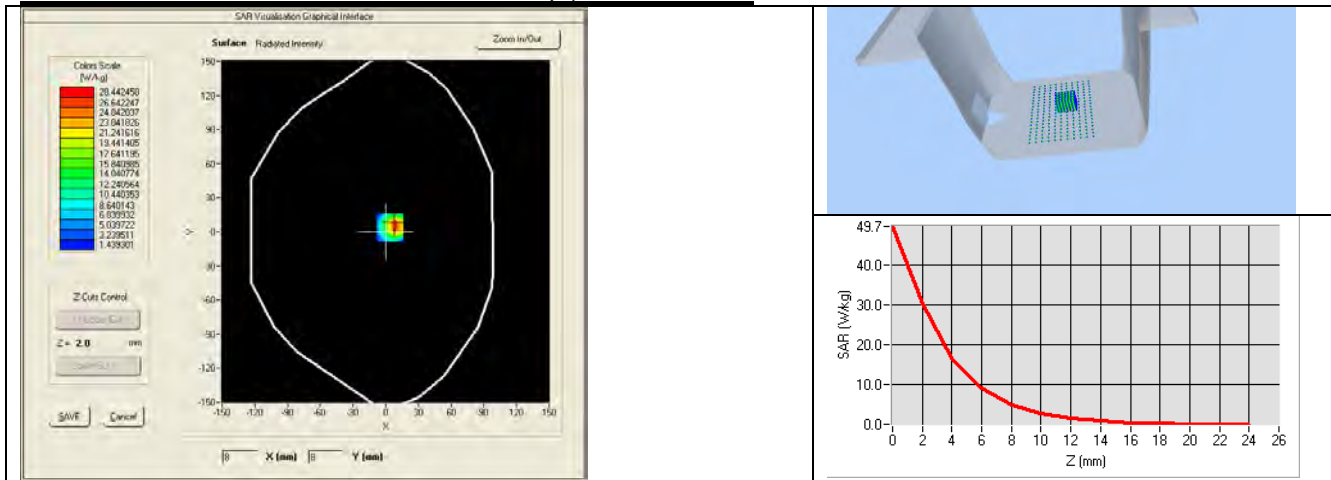 SAR Visualisation Graphical Interface
Surface Radiated Intensity
Zoom In/Out
Colors Scale
(W/kg)
28.442450
26.642247
24.842037
23.041826
21.241616
19.441405
17.641195
15.840985
14.040774
12.240564
10.440353
8.640143
6.839932
5.039722
3.239511
1.439301
150-
120-
90-
60-
30-
0-
-30-
-60-
-90-
-120-
-150-
Y
-150 -120 -90 -60 -30 0 30 60 90 120 150
X
Z Cuts Control
Z = 2.0 mm
SAVE Cancel
8 X (mm) 8 Y (mm)
49.7-
40.0-
30.0-
20.0-
10.0-
0.0-
SAR (W/kg)
0 2 4 6 8 10 12 14 16 18 20 22 24 26
Z (mm)